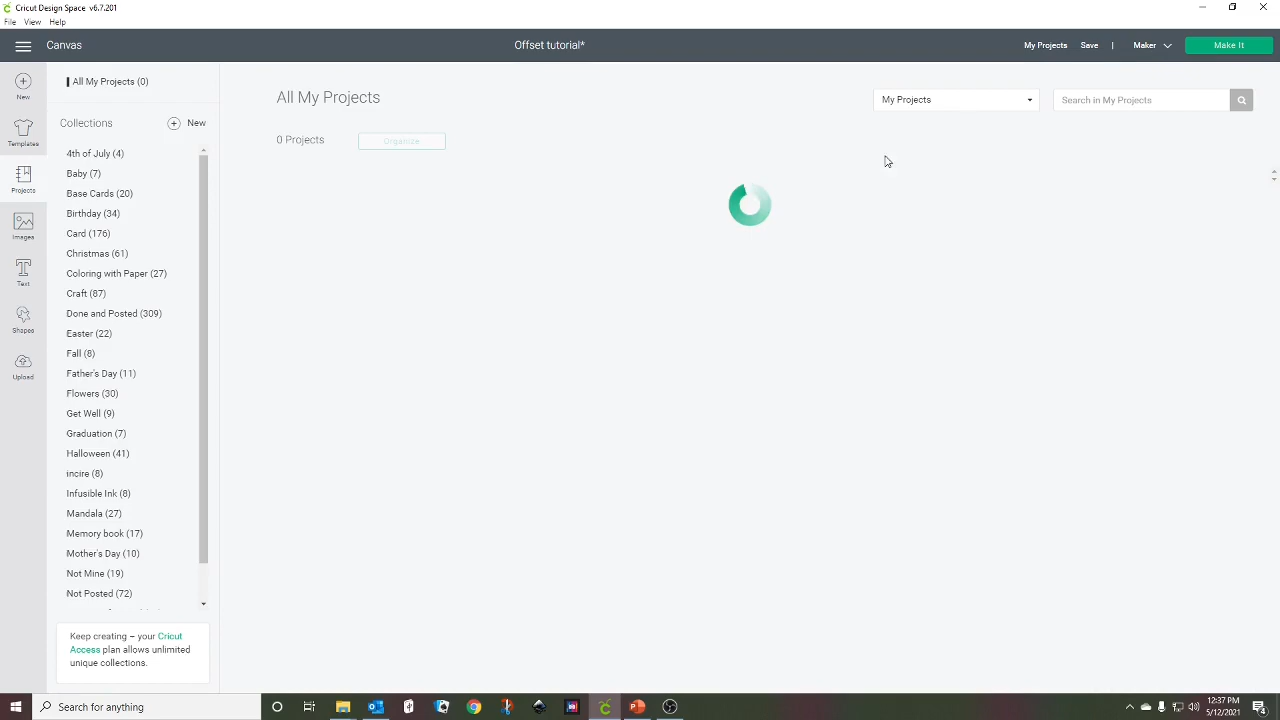 Cricut Design Space v6.7.201
File View Help
Canvas
Offset tutorial*
My Projects Save | Maker Make It
New
Templates
Projects
Images
Text
Shapes
Upload
All My Projects (0)
Collections New
4th of July (4)
Baby (7)
Base Cards (20)
Birthday (34)
Card (176)
Christmas (61)
Coloring with Paper (27)
Craft (87)
Done and Posted (309)
Easter (22)
Fall (8)
Father's Day (11)
Flowers (30)
Get Well (9)
Graduation (7)
Halloween (41)
incire (8)
Infusible Ink (8)
Mandala (27)
Memory book (17)
Mother's Day (10)
Not Mine (19)
Not Posted (72)
Keep creating – your Cricut
Access plan allows unlimited
unique collections.
All My Projects
My Projects
Search in My Projects
0 Projects
Organize
Search for anything
12:37 PM
5/12/2021